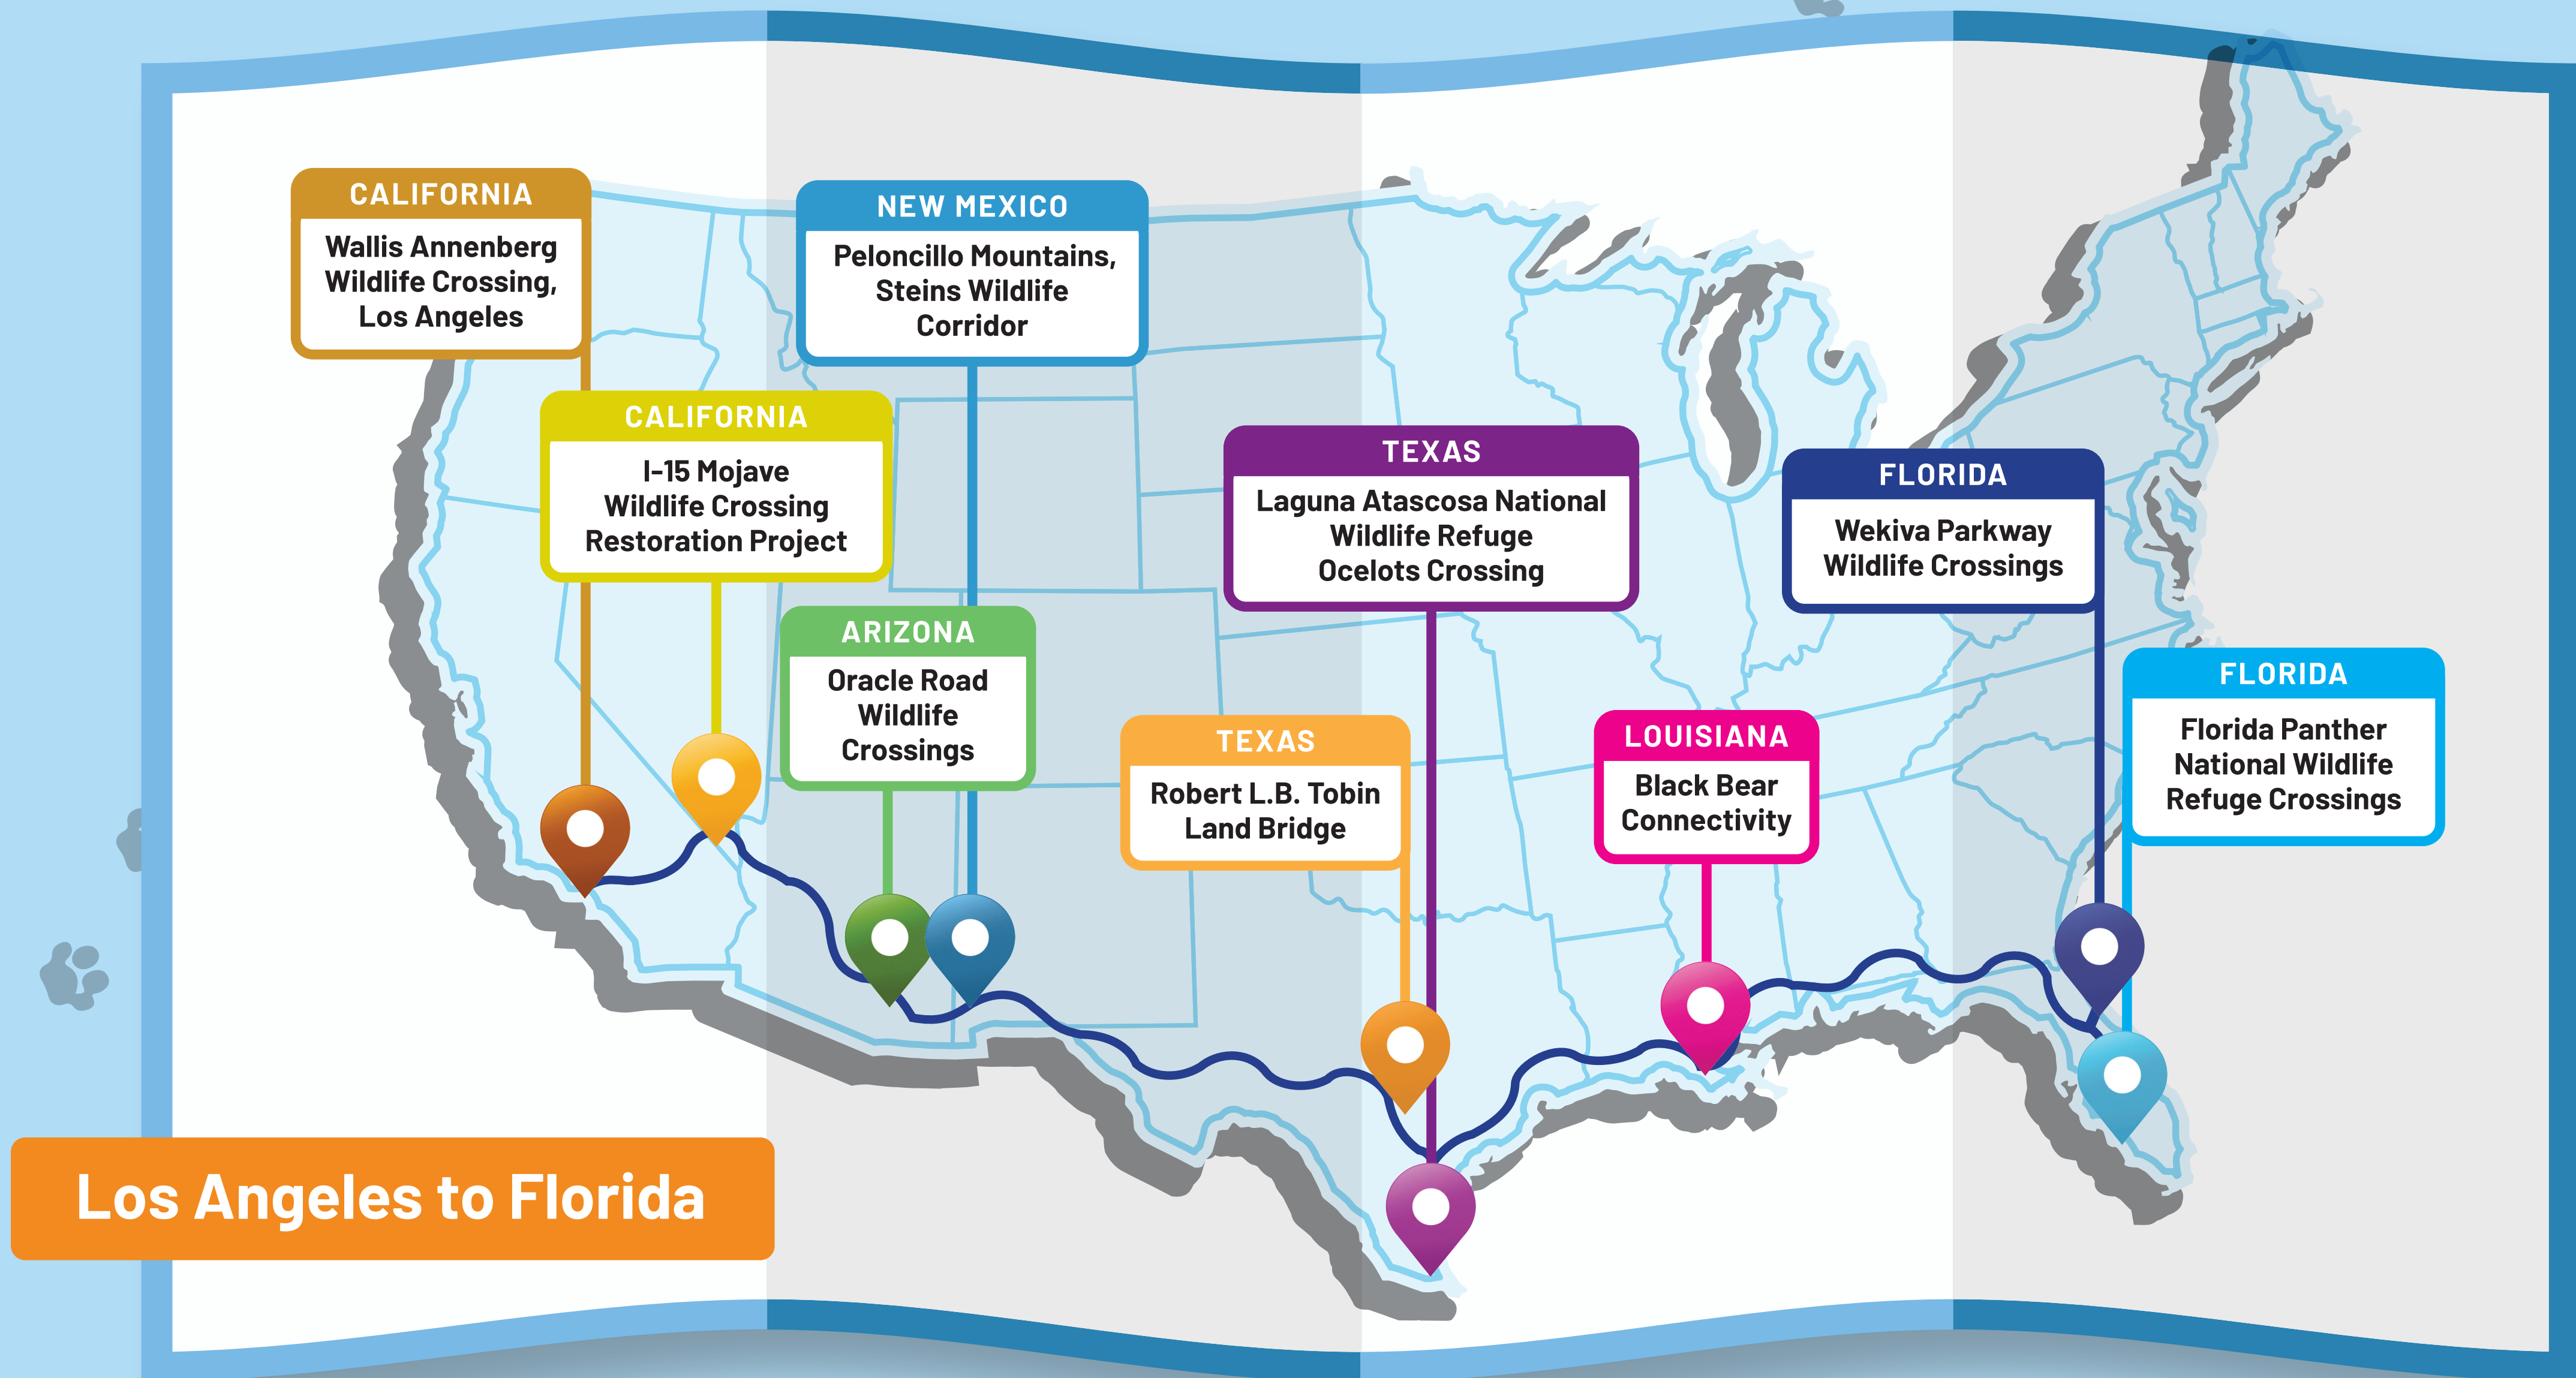 CALIFORNIA
Wallis Annenberg
Wildlife Crossing,
Los Angeles
NEW MEXICO
Peloncillo Mountains,
Steins Wildlife
Corridor
CALIFORNIA
I-15 Mojave
Wildlife Crossing
Restoration Project
TEXAS
Laguna Atascosa National
Wildlife Refuge
Ocelots Crossing
FLORIDA
Wekiva Parkway
Wildlife Crossings
ARIZONA
Oracle Road
Wildlife
Crossings
FLORIDA
Florida Panther
National Wildlife
Refuge Crossings
TEXAS
Robert L.B. Tobin
Land Bridge
LOUISIANA
Black Bear
Connectivity
Los Angeles to Florida